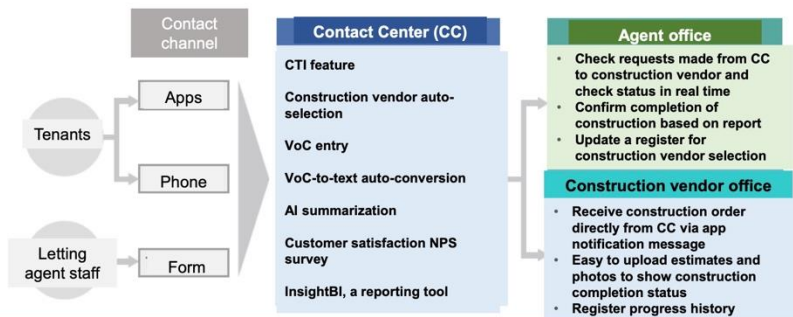 Contact
channel
Tenants
Apps
Phone
Letting
agent staff
Form
Contact Center (CC)
CTI feature
Construction vendor auto-
selection
VoC entry
VoC-to-text auto-conversion
AI summarization
Customer satisfaction NPS
survey
InsightBI, a reporting tool
Agent office
• Check requests made from CC
to construction vendor and
check status in real time
• Confirm completion of
construction based on report
• Update a register for
construction vendor selection
Construction vendor office
• Receive construction order
directly from CC via app
notification message
• Easy to upload estimates and
photos to show construction
completion status
• Register progress history